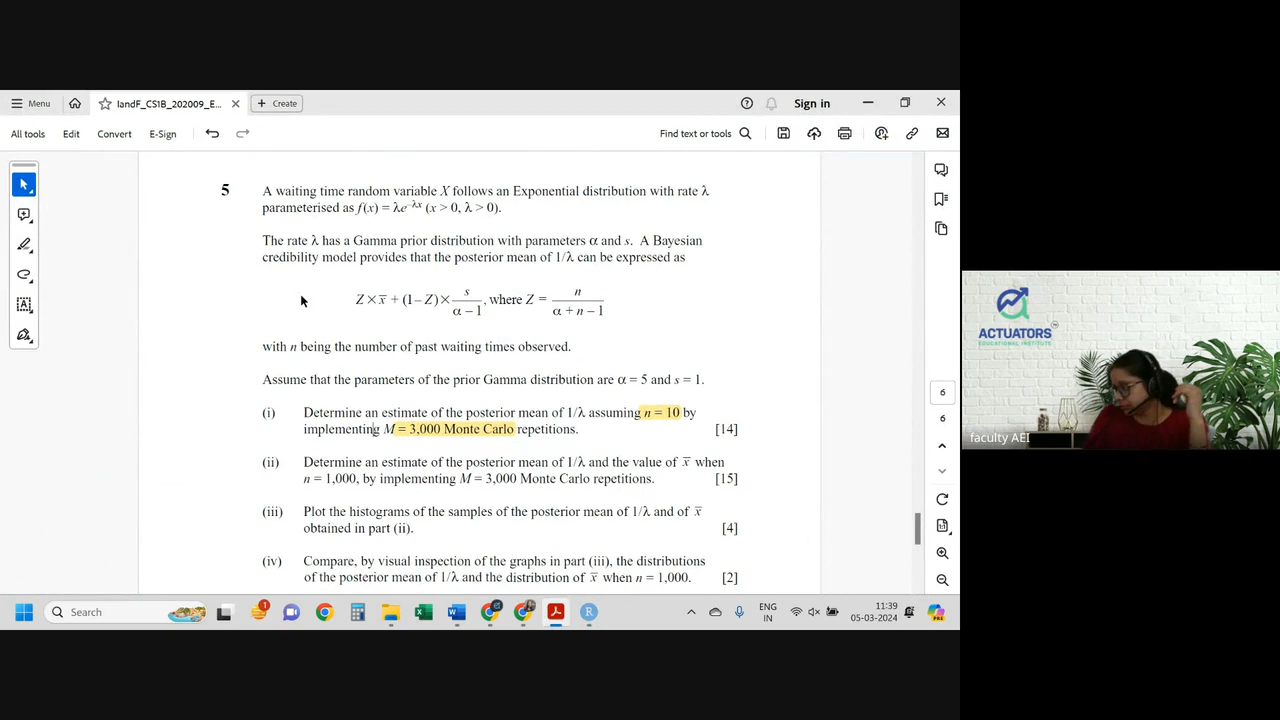 Menu
IandF_CS1B_202009_E...
Create
Sign in
All tools
Edit
Convert
E-Sign
Find text or tools
5
A waiting time random variable X follows an Exponential distribution with rate λ
parameterised as f(x) = λe^−λx (x > 0, λ > 0).
The rate λ has a Gamma prior distribution with parameters α and s. A Bayesian
credibility model provides that the posterior mean of 1/λ can be expressed as
Z × x̅ + (1 – Z) × s / (α – 1), where Z = n / (α + n – 1)
with n being the number of past waiting times observed.
Assume that the parameters of the prior Gamma distribution are α = 5 and s = 1.
(i) Determine an estimate of the posterior mean of 1/λ assuming n = 10 by
implementing M = 3,000 Monte Carlo repetitions. [14]
(ii) Determine an estimate of the posterior mean of 1/λ and the value of x̅ when
n = 1,000, by implementing M = 3,000 Monte Carlo repetitions. [15]
(iii) Plot the histograms of the samples of the posterior mean of 1/λ and of x̅
obtained in part (ii). [4]
(iv) Compare, by visual inspection of the graphs in part (iii), the distributions
of the posterior mean of 1/λ and the distribution of x̅ when n = 1,000. [2]
6
6
ACTUATORS
EDUCATIONAL INSTITUTE
faculty AEI
Search
1
ENG
IN
11:39
05-03-2024